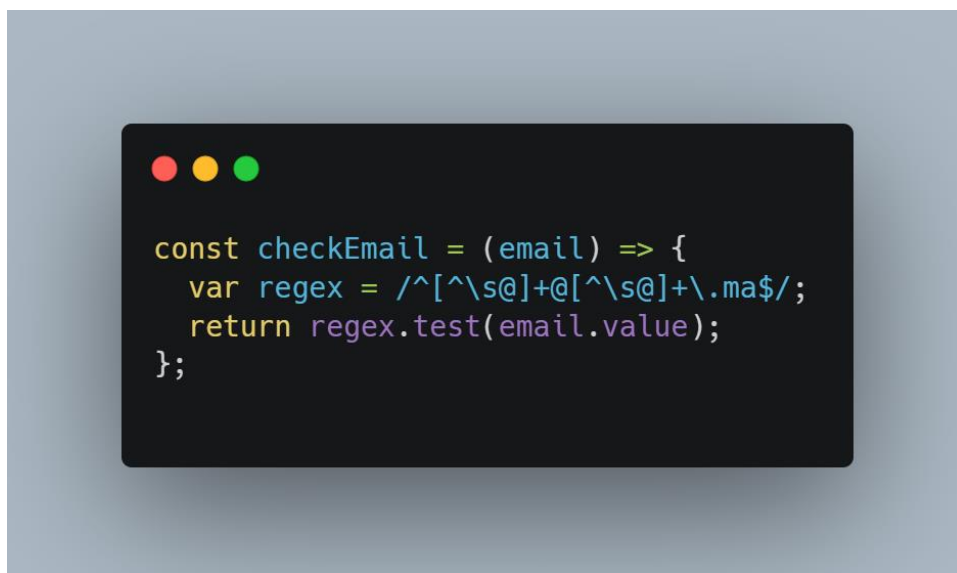 const checkEmail = (email) => {
  var regex = /^[^\s@]+@[^\s@]+\.ma$/;
  return regex.test(email.value);
};